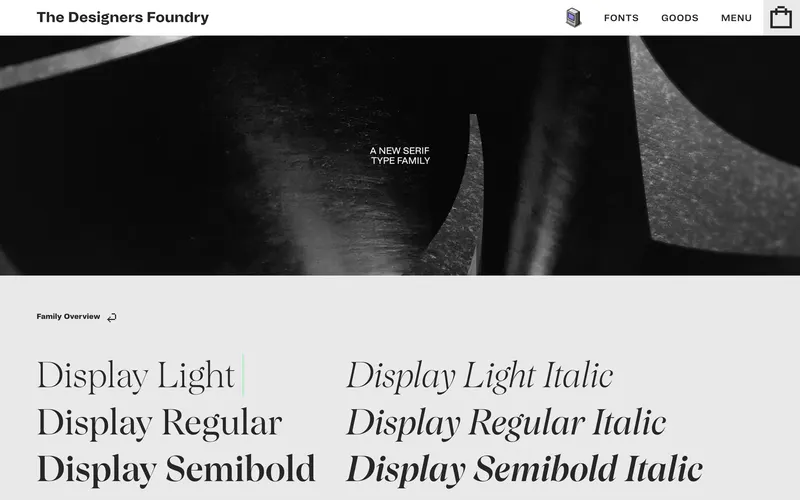 The Designers Foundry
FONTS
GOODS
MENU
A NEW SERIF
TYPE FAMILY
Family Overview
Display Light
Display Light Italic
Display Regular
Display Regular Italic
Display Semibold
Display Semibold Italic